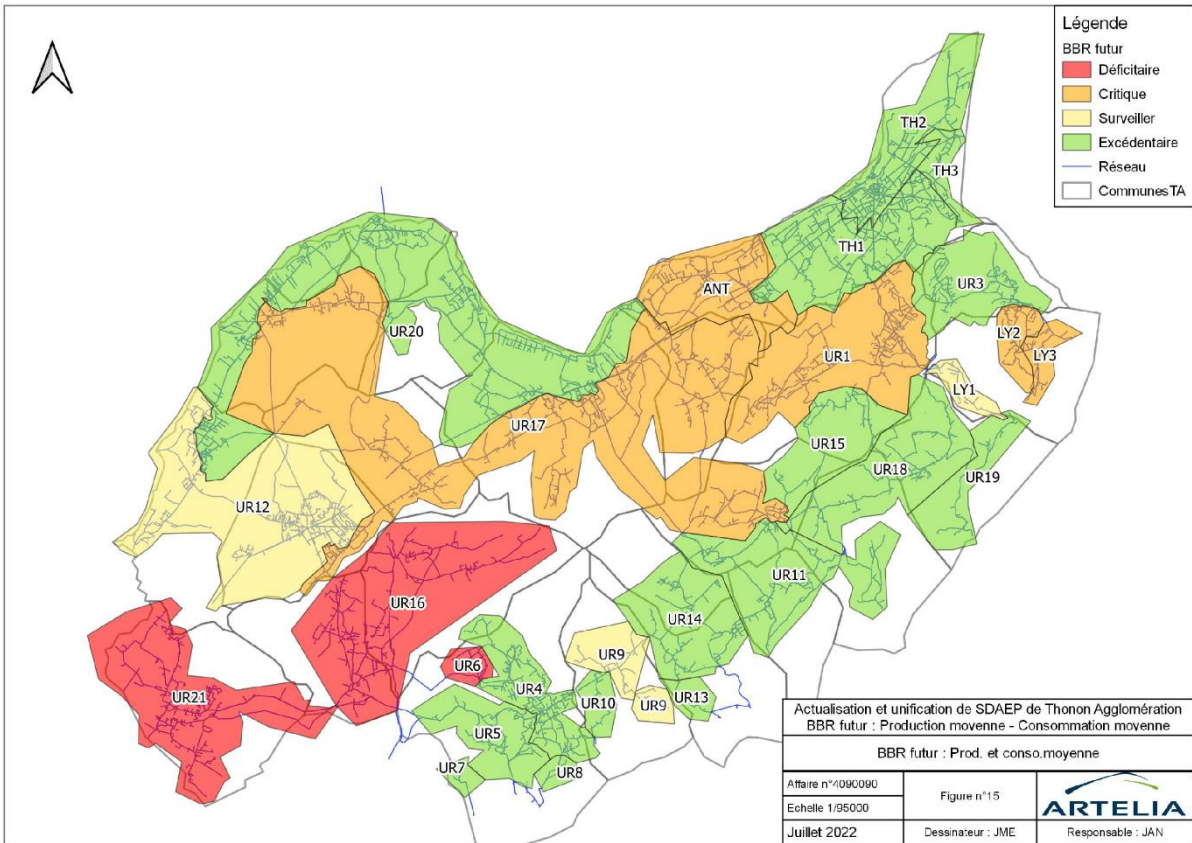 Légende
BBR futur
Déficitaire
Critique
Surveiller
Excédentaire
Réseau
CommunesTA
TH2
TH3
TH1
ANT
UR3
LY2
LY3
UR1
LY1
UR20
UR17
UR15
UR18
UR19
UR12
UR11
UR16
UR14
UR6
UR9
UR4
UR21
UR10
UR9
UR13
UR5
UR7
UR8
Actualisation et unification de SDAEP de Thonon Agglomération
BBR futur : Production moyenne - Consommation moyenne
BBR futur : Prod. et conso.moyenne
Affaire n°4090090
Echelle 1/95000
Juillet 2022
Figure n°15
Dessinateur : JME
ARTELIA
Responsable : JAN